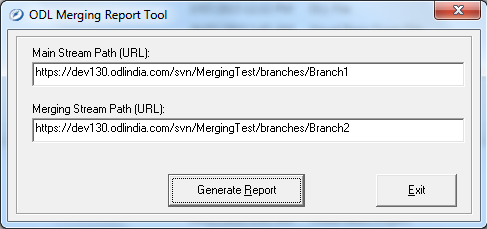 ODL Merging Report Tool
Main Stream Path (URL):
https://dev130.odlindia.com/svn/MergingTest/branches/Branch1
Merging Stream Path (URL):
https://dev130.odlindia.com/svn/MergingTest/branches/Branch2
Generate Report
Exit